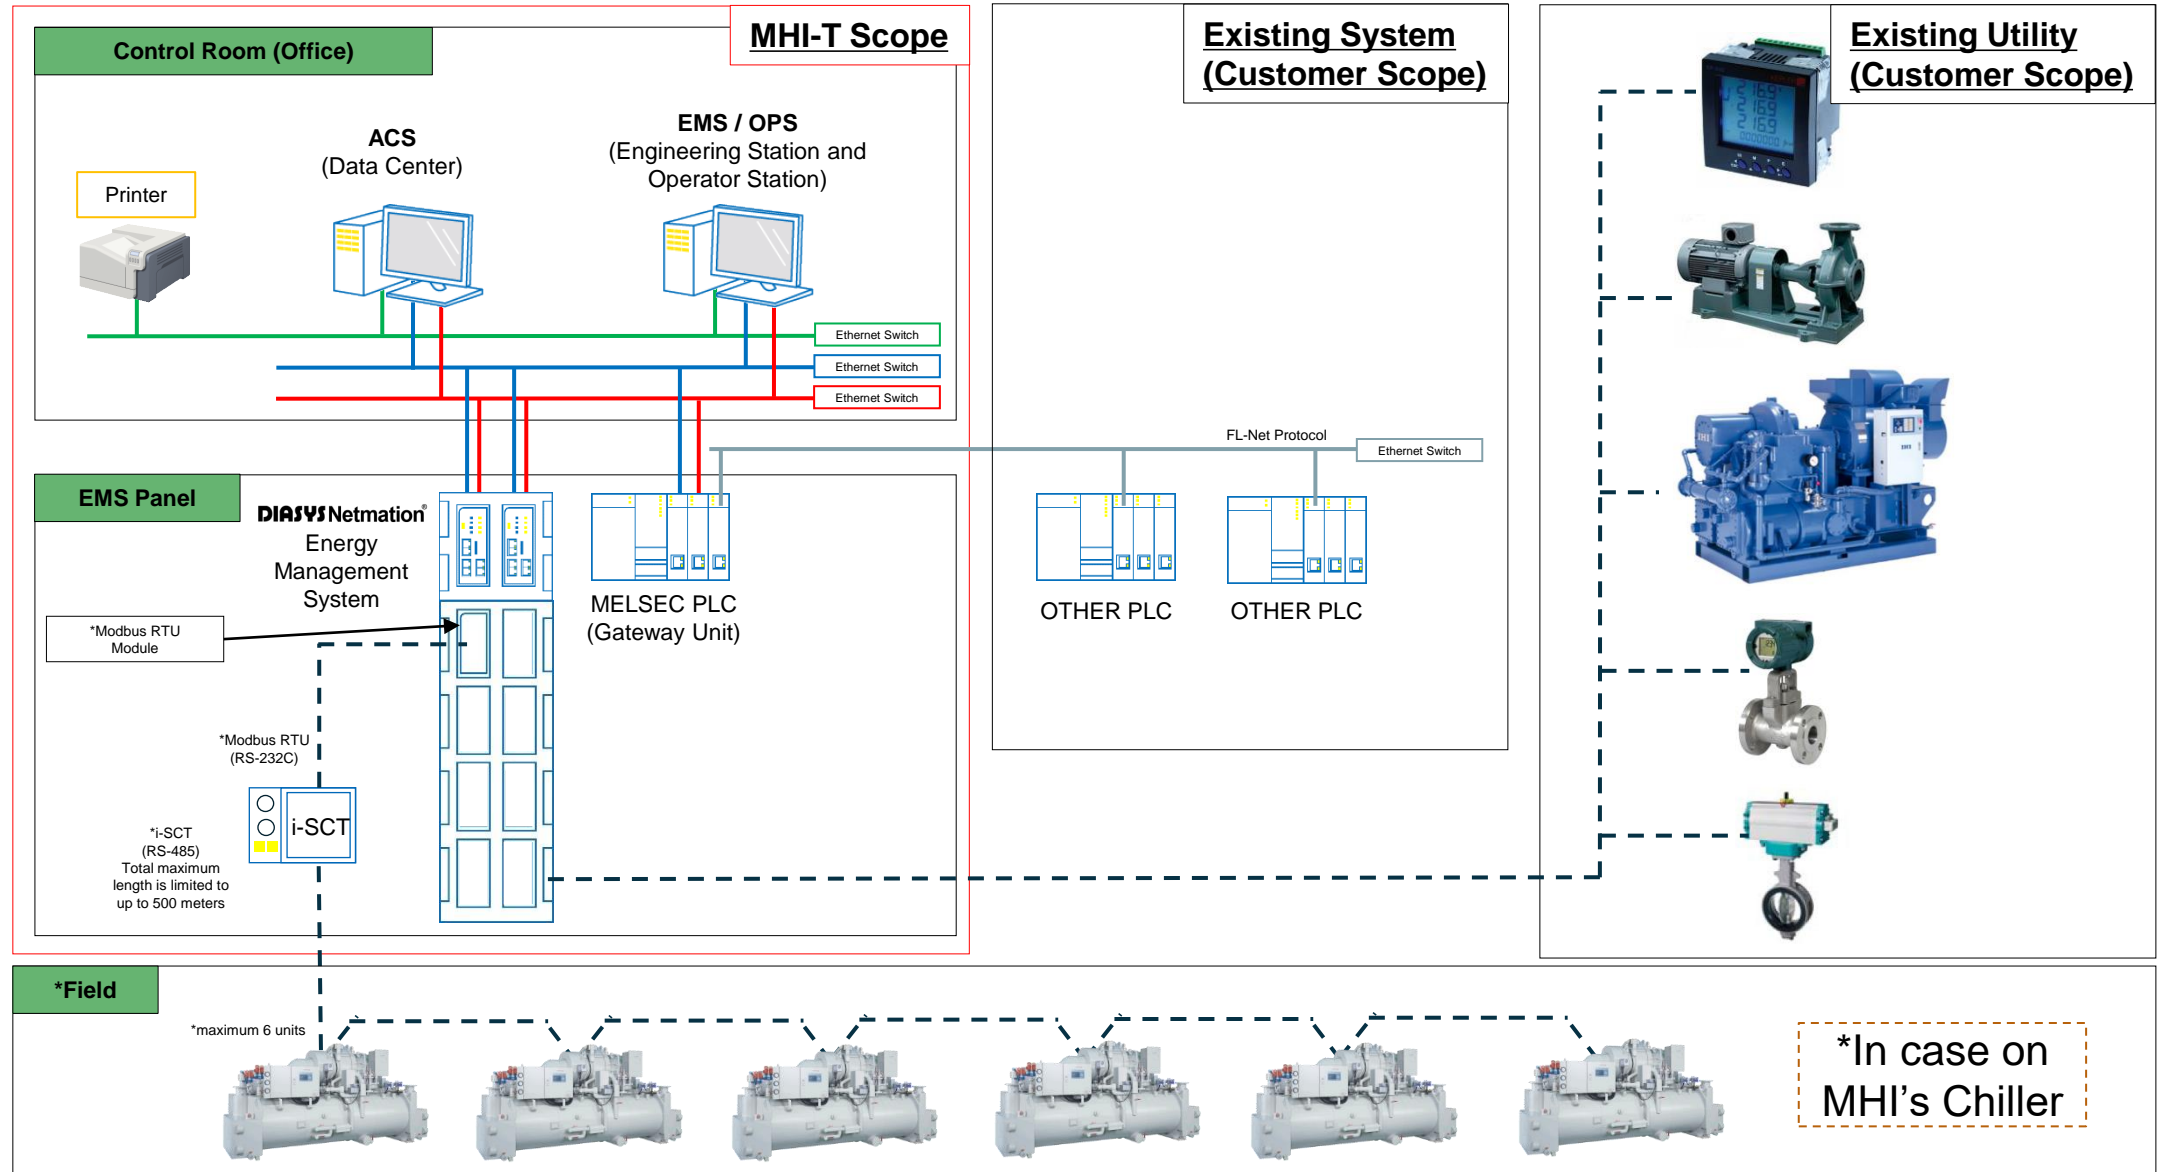 MHI-T Scope
Control Room (Office)
ACS
(Data Center)
EMS / OPS
(Engineering Station and
Operator Station)
Printer
Ethernet Switch
Ethernet Switch
Ethernet Switch
EMS Panel
DIASYS Netmation®
Energy
Management
System
*Modbus RTU
Module
MELSEC PLC
(Gateway Unit)
*Modbus RTU
(RS-232C)
i-SCT
*i-SCT
(RS-485)
Total maximum
length is limited to
up to 500 meters
Existing System
(Customer Scope)
FL-Net Protocol
Ethernet Switch
OTHER PLC
OTHER PLC
Existing Utility
(Customer Scope)
*Field
*maximum 6 units
*In case on
MHI's Chiller